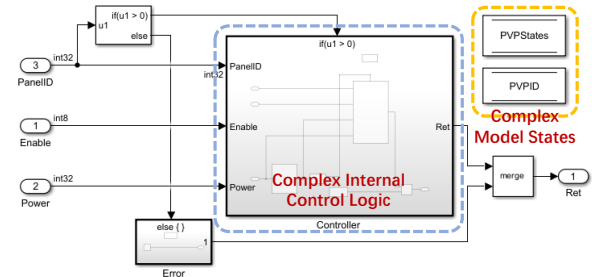 if(u1 > 0)
u1
else
int32
3
PanelID
int8
1
Enable
int32
2
Power
if(u1 > 0)
PanelID
int32
Enable
Ret
Power
Complex Internal
Control Logic
Controller
else { }
1
Error
PVPStates
PVPID
Complex
Model States
merge
1
Ret